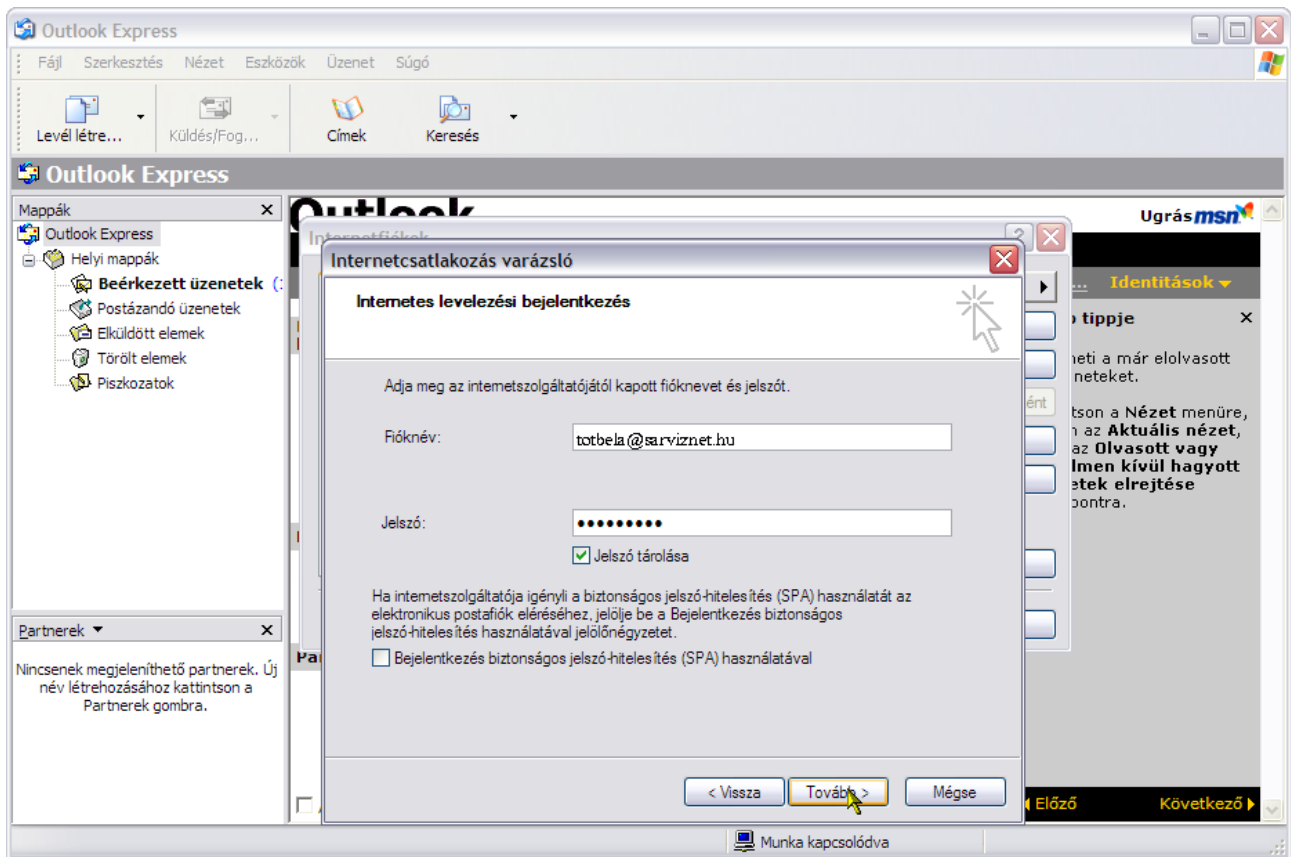 Outlook Express
Fájl Szerkesztés Nézet Eszközök Üzenet Súgó
Levél létre... Küldés/Fog... Címek Keresés
Outlook Express
Mappák
Outlook Express
Helyi mappák
Beérkezett üzenetek (
Postázandó üzenetek
Elküldött elemek
Törölt elemek
Piszkozatok
Partnerek
Nincsenek megjeleníthető partnerek. Új
név létrehozásához kattintson a
Partnerek gombra.
Outlook
Ugrás msn
Internetfiókok
... Identitások
Internetcsatlakozás varázsló
Internetes levelezési bejelentkezés
Adja meg az internetszolgáltatójától kapott fióknevet és jelszót.
Fióknév: totbela@sarviznet.hu
Jelszó: •••••••••
Jelszó tárolása
Ha internetszolgáltatója igényli a biztonságos jelszó-hitelesítés (SPA) használatát az
elektronikus postafiók eléréséhez, jelölje be a Bejelentkezés biztonságos
jelszó-hitelesítés használatával jelölőnégyzetet.
Bejelentkezés biztonságos jelszó-hitelesítés (SPA) használatával
< Vissza Tovább > Mégse
ént
tippje
neti a már elolvasott
neteket.
tson a Nézet menüre,
az Aktuális nézet,
az Olvasott vagy
lmen kívül hagyott
etek elrejtése
pontra.
Pa
Előző Következő
Munka kapcsolódva